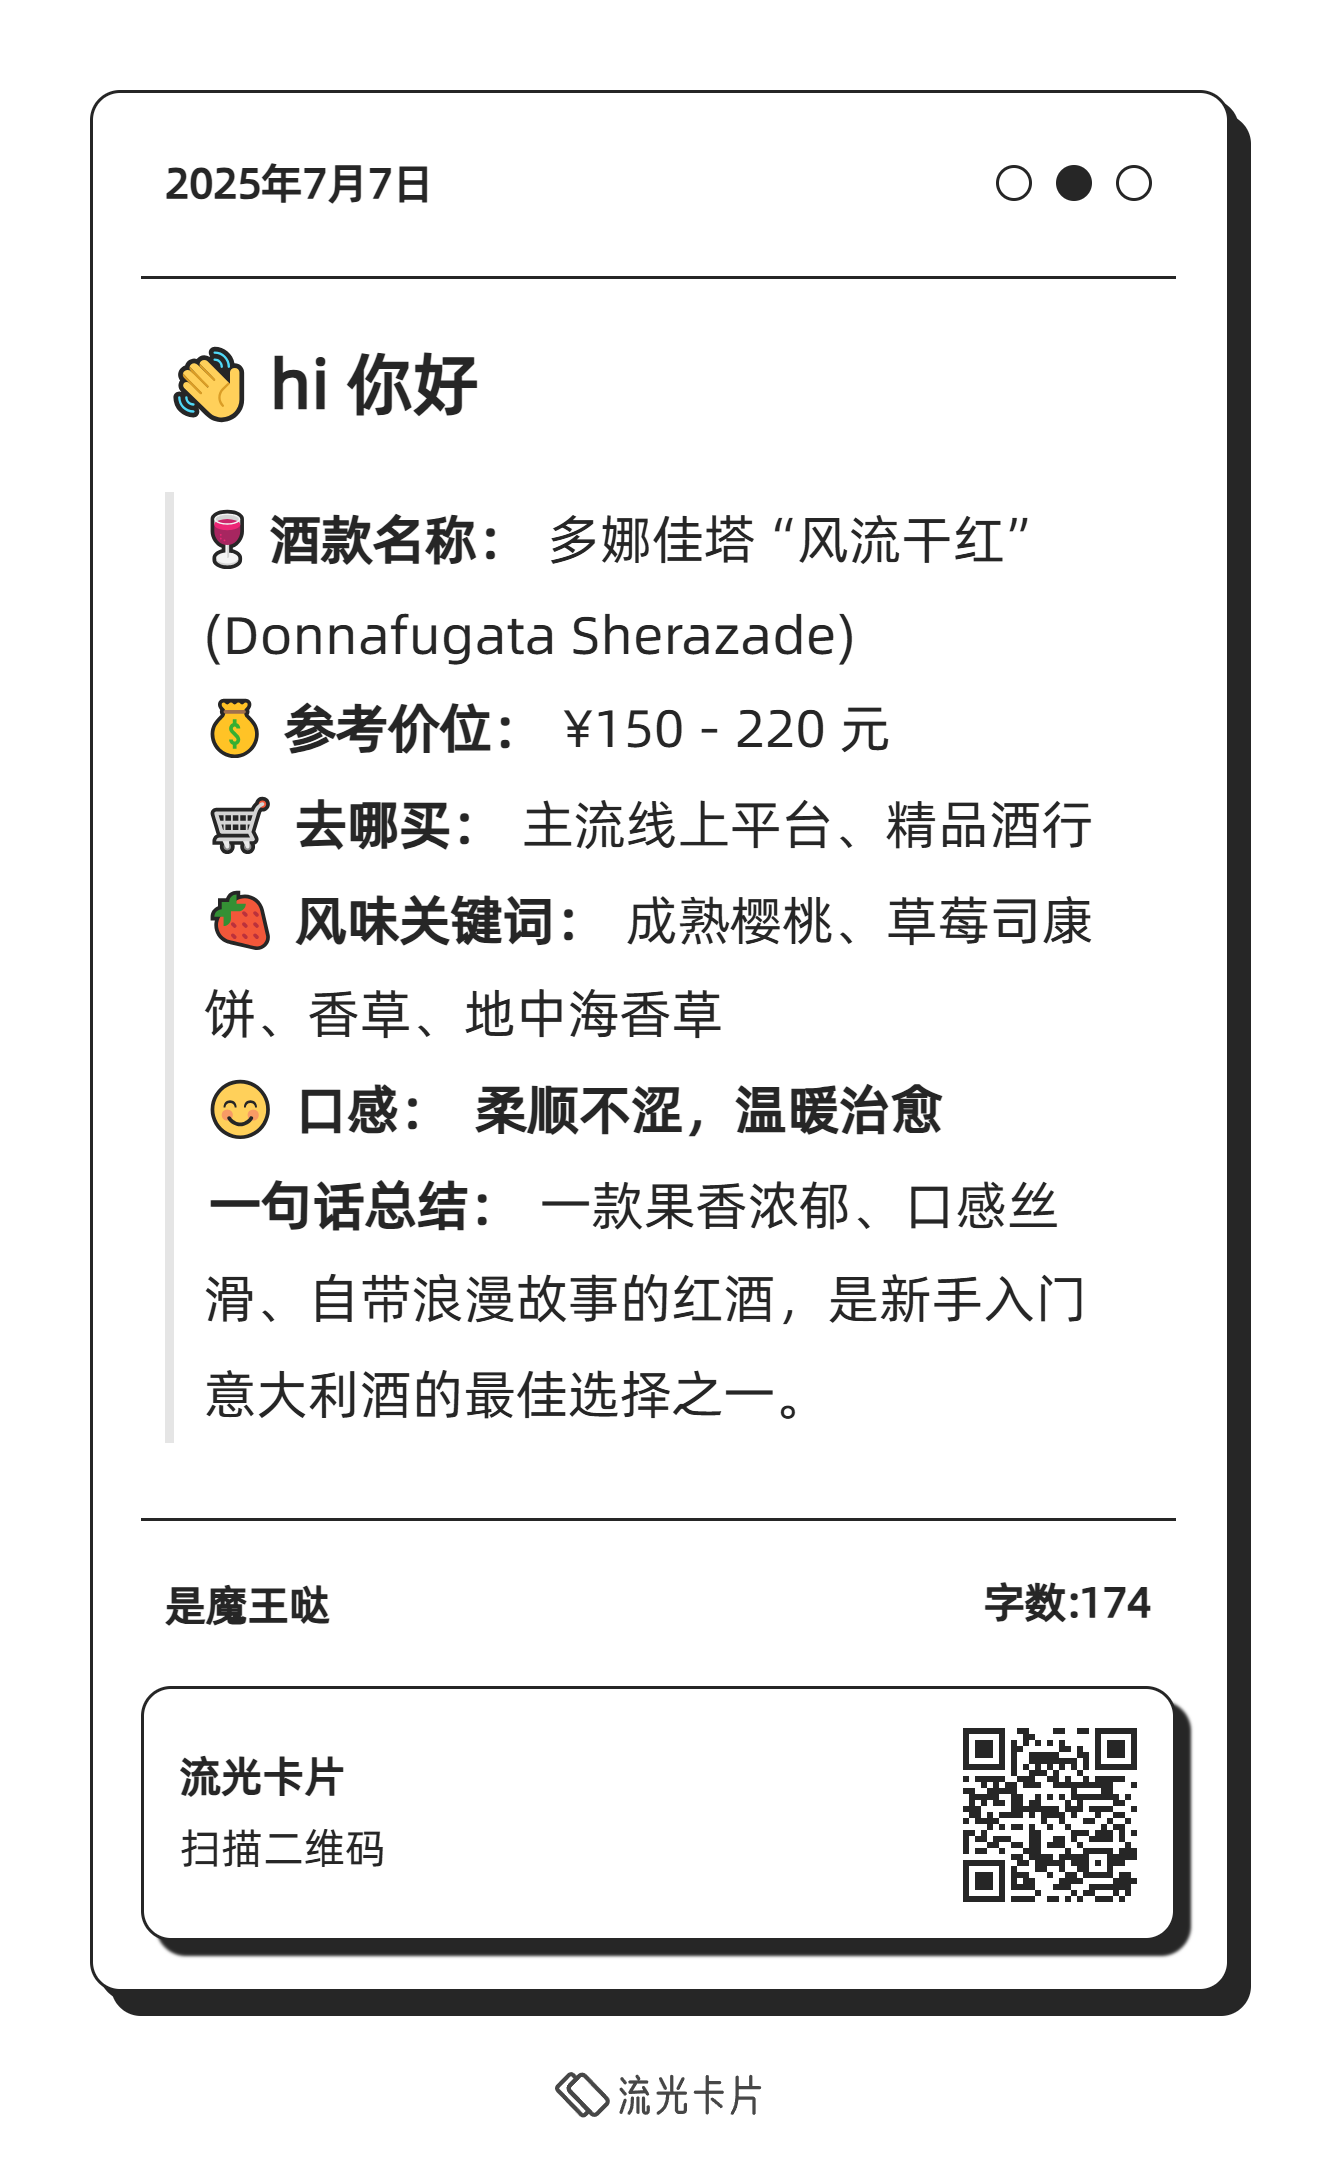 2025年7月7日
👋 hi 你好
🍷 酒款名称： 多娜佳塔 “风流干红”
(Donnafugata Sherazade)
💰 参考价位： ¥150 - 220 元
🛒 去哪买： 主流线上平台、精品酒行
🍓 风味关键词： 成熟樱桃、草莓司康
饼、香草、地中海香草
😊 口感： 柔顺不涩，温暖治愈
一句话总结： 一款果香浓郁、口感丝
滑、自带浪漫故事的红酒，是新手入门
意大利酒的最佳选择之一。
是魔王哒
字数:174
流光卡片
扫描二维码
流光卡片